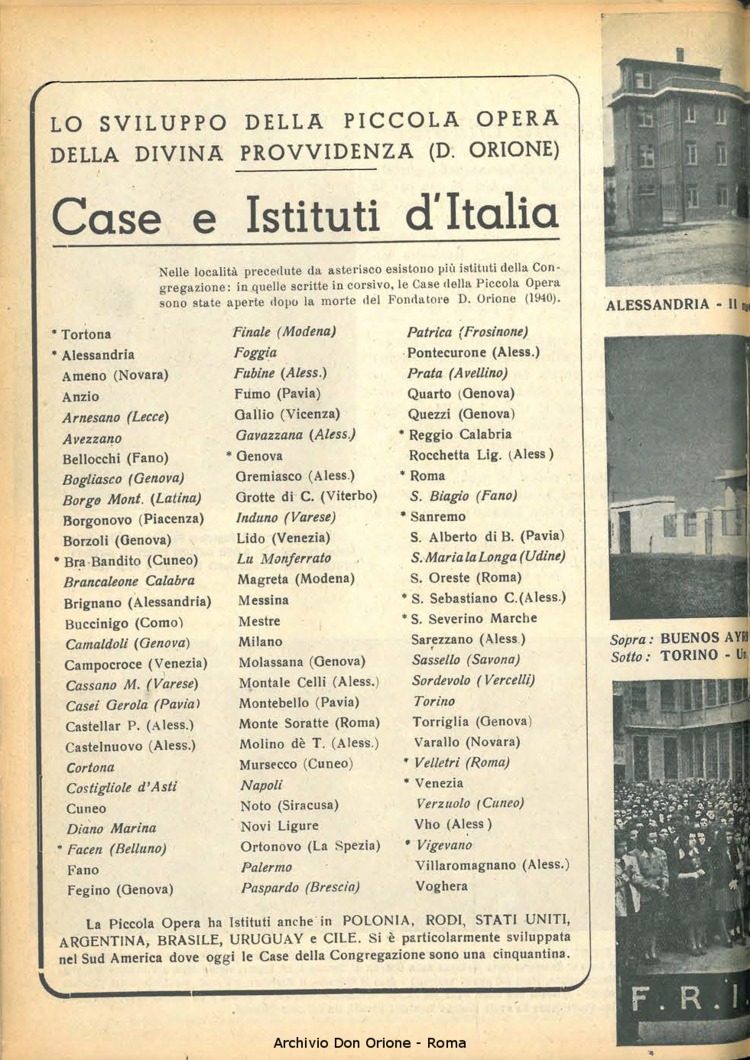 LO SVILUPPO DELLA PICCOLA OPERA
DELLA DIVINA PROVVIDENZA (D. ORIONE)
Case e Istituti d'Italia
Nelle località precedute da asterisco esistono più istituti della Con-
gregazione: in quelle scritte in corsivo, le Case della Piccola Opera
sono state aperte dopo la morte del Fondatore D. Orione (1940).
* Tortona
* Alessandria
Ameno (Novara)
Anzio
Arnesano (Lecce)
Avezzano
Bellocchi (Fano)
Bogliasco (Genova)
Borgo Mont. (Latina)
Borgonovo (Piacenza)
Borzoli (Genova)
* Bra-Bandito (Cuneo)
Brancaleone Calabra
Brignano (Alessandria)
Buccinigo (Como)
Camaldoli (Genova)
Campocroce (Venezia)
Cassano M. (Varese)
Casei Gerola (Pavia)
Castellar P. (Aless.)
Castelnuovo (Aless.)
Cortona
Costigliole d'Asti
Cuneo
Diano Marina
* Facen (Belluno)
Fano
Fegino (Genova)
Finale (Modena)
Foggia
Fubine (Aless.)
Fumo (Pavia)
Gallio (Vicenza)
Gavazzana (Aless.)
* Genova
Gremiasco (Aless.)
Grotte di C. (Viterbo)
Induno (Varese)
Lido (Venezia)
Lu Monferrato
Magreta (Modena)
Messina
Mestre
Milano
Molassana (Genova)
Montale Celli (Aless.)
Montebello (Pavia)
Monte Soratte (Roma)
Molino dè T. (Aless.)
Mursecco (Cuneo)
Napoli
Noto (Siracusa)
Novi Ligure
Ortonovo (La Spezia)
Palermo
Paspardo (Brescia)
Patrica (Frosinone)
Pontecurone (Aless.)
Prata (Avellino)
Quarto (Genova)
Quezzi (Genova)
* Reggio Calabria
Rocchetta Lig. (Aless)
* Roma
S. Biagio (Fano)
* Sanremo
S. Alberto di B. (Pavia)
S. Maria la Longa (Udine)
S. Oreste (Roma)
* S. Sebastiano C. (Aless.)
* S. Severino Marche
Sarezzano (Aless)
Sassello (Savona)
Sordevolo (Vercelli)
Torino
Torriglia (Genova)
Varallo (Novara)
* Velletri (Roma)
* Venezia
Verzuolo (Cuneo)
Vho (Aless)
* Vigevano
Villaromagnano (Aless.)
Voghera
La Piccola Opera ha Istituti anche in POLONIA, RODI, STATI UNITI,
ARGENTINA, BRASILE, URUGUAY e CILE. Si è particolarmente sviluppata
nel Sud America dove oggi le Case della Congregazione sono una cinquantina.
ALESSANDRIA - Il
Sopra: BUENOS
Sotto: TORINO -
F. R. I.
Archivio Don Orione - Roma